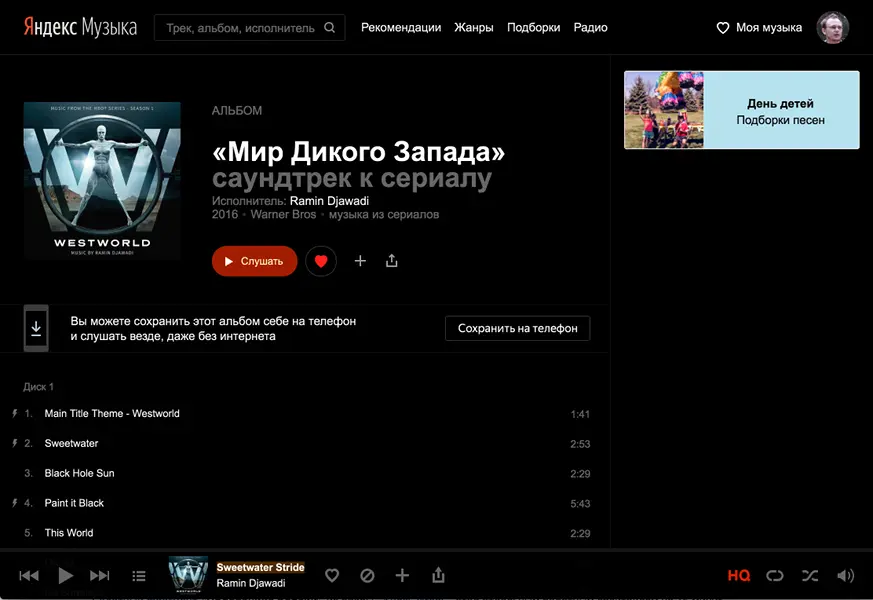 Яндекс Музыка
Трек, альбом, исполнитель
Рекомендации
Жанры
Подборки
Радио
Моя музыка
MUSIC FROM THE HBO® SERIES - SEASON 1
WESTWORLD
MUSIC BY RAMIN DJAWADI
АЛЬБОМ
«Мир Дикого Запада»
саундтрек к сериалу
Исполнитель: Ramin Djawadi
2016 • Warner Bros • музыка из сериалов
Слушать
День детей
Подборки песен
Вы можете сохранить этот альбом себе на телефон
и слушать везде, даже без интернета
Сохранить на телефон
Диск 1
1. Main Title Theme - Westworld 1:41
2. Sweetwater 2:53
3. Black Hole Sun 2:29
4. Paint it Black 5:43
5. This World 2:29
WESTWORLD
Sweetwater Stride
Ramin Djawadi
HQ